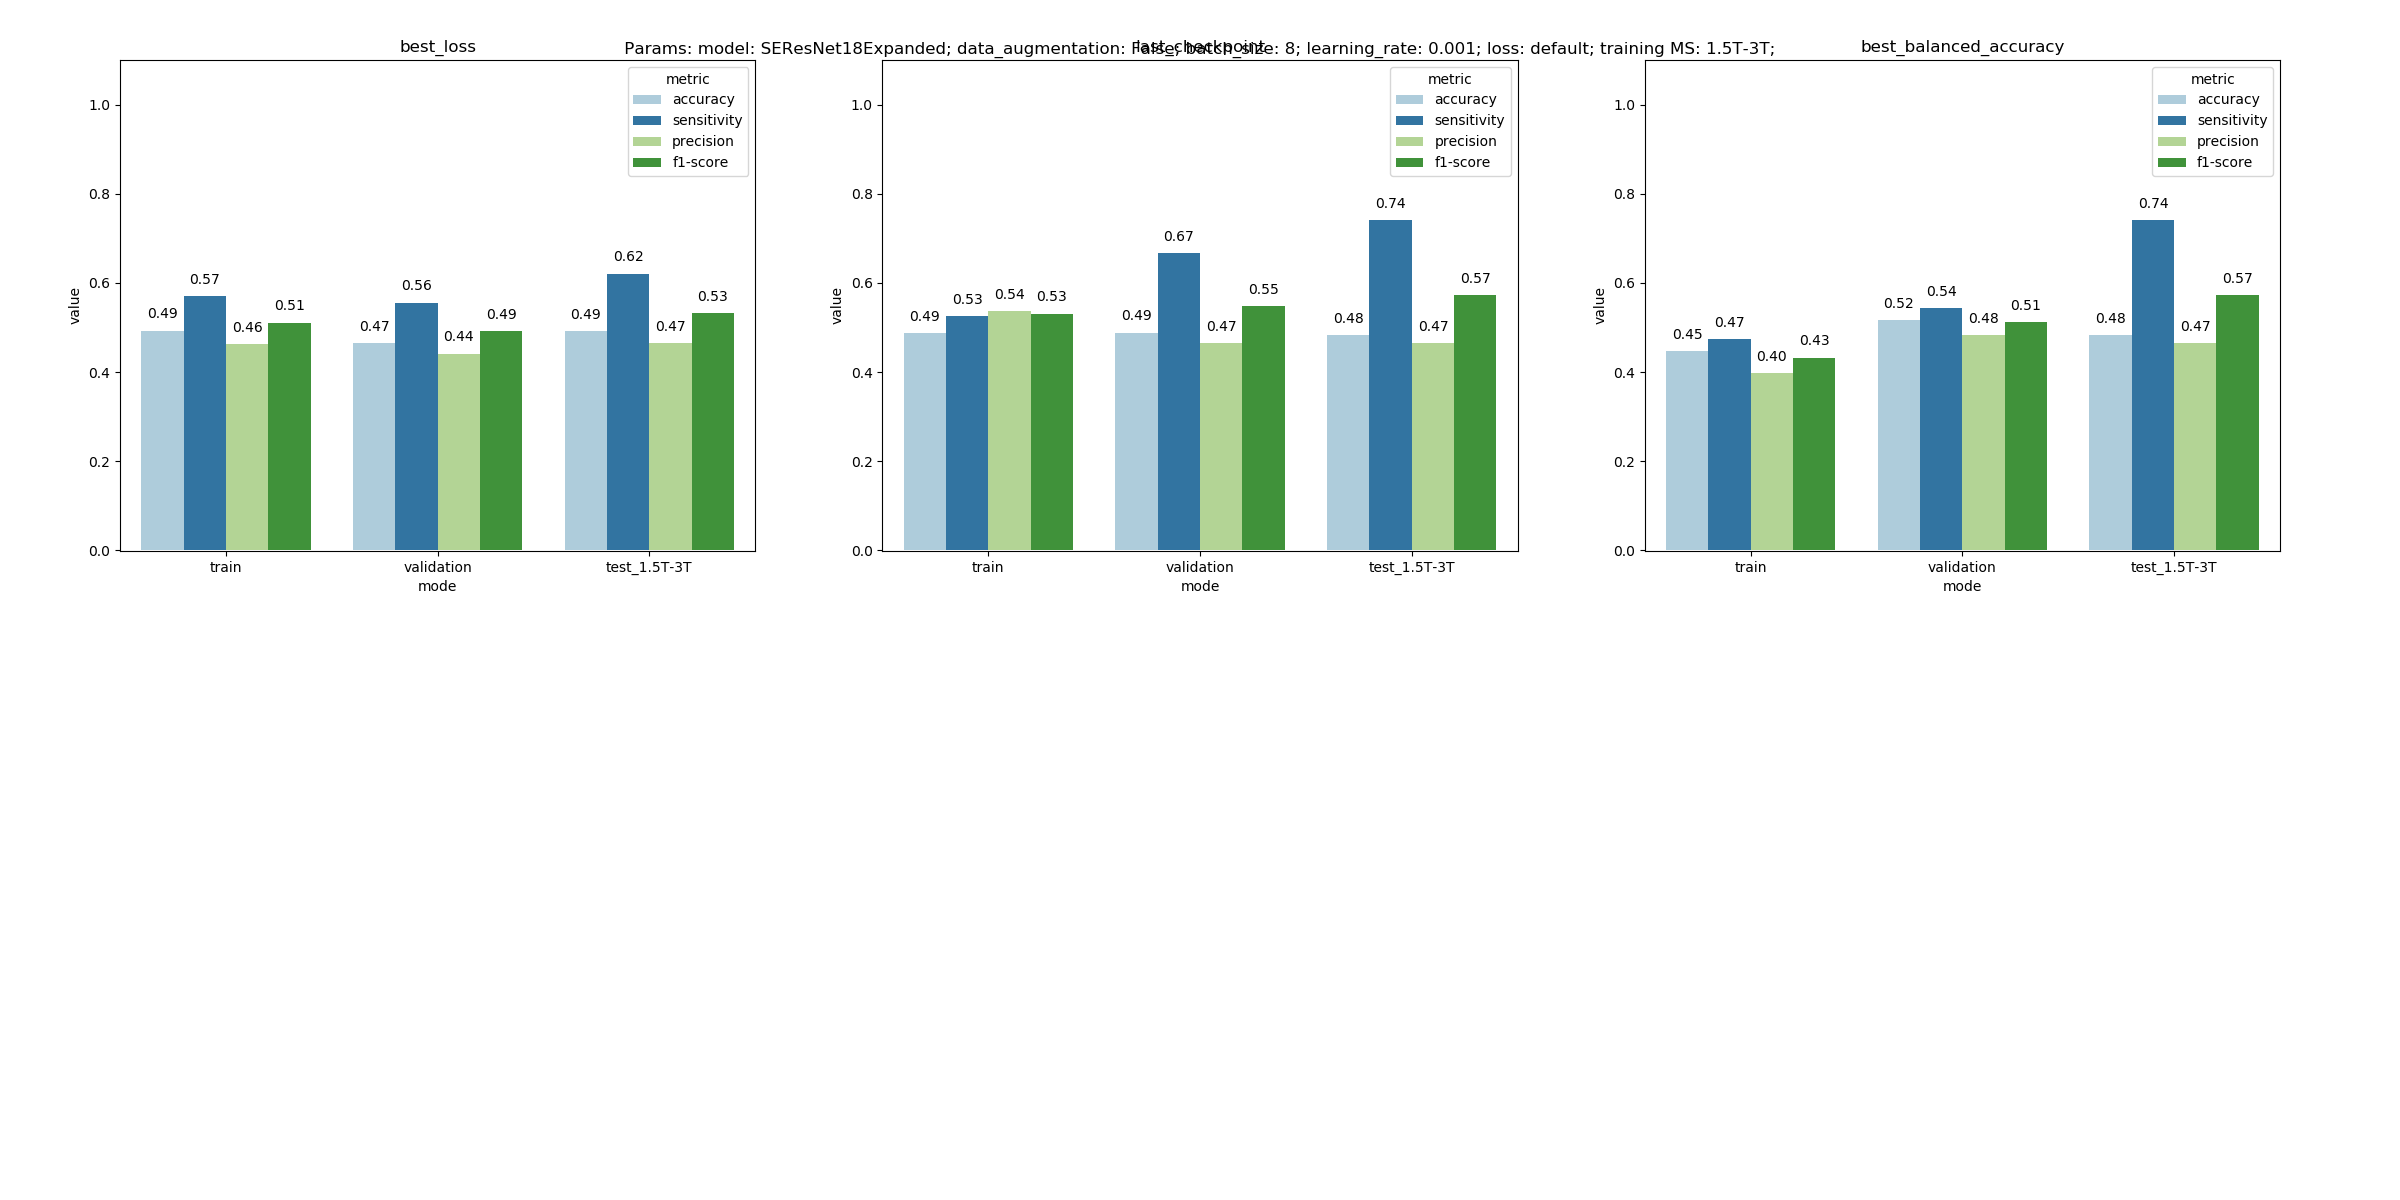 Params: model: SEResNet18Expanded; data_augmentation: False; batch_size: 8; learning_rate: 0.001; loss: default; training MS: 1.5T-3T;
best_loss
metric
accuracy
sensitivity
precision
f1-score
1.0
0.8
0.6
0.4
0.2
0.0
value
0.49
0.57
0.46
0.51
0.47
0.56
0.44
0.49
0.49
0.62
0.47
0.53
train validation test_1.5T-3T
mode
last_checkpoint
metric
accuracy
sensitivity
precision
f1-score
1.0
0.8
0.6
0.4
0.2
0.0
value
0.49
0.53
0.54
0.53
0.49
0.67
0.47
0.55
0.48
0.74
0.47
0.57
train validation test_1.5T-3T
mode
best_balanced_accuracy
metric
accuracy
sensitivity
precision
f1-score
1.0
0.8
0.6
0.4
0.2
0.0
value
0.45
0.47
0.40
0.43
0.52
0.54
0.48
0.51
0.48
0.74
0.47
0.57
train validation test_1.5T-3T
mode